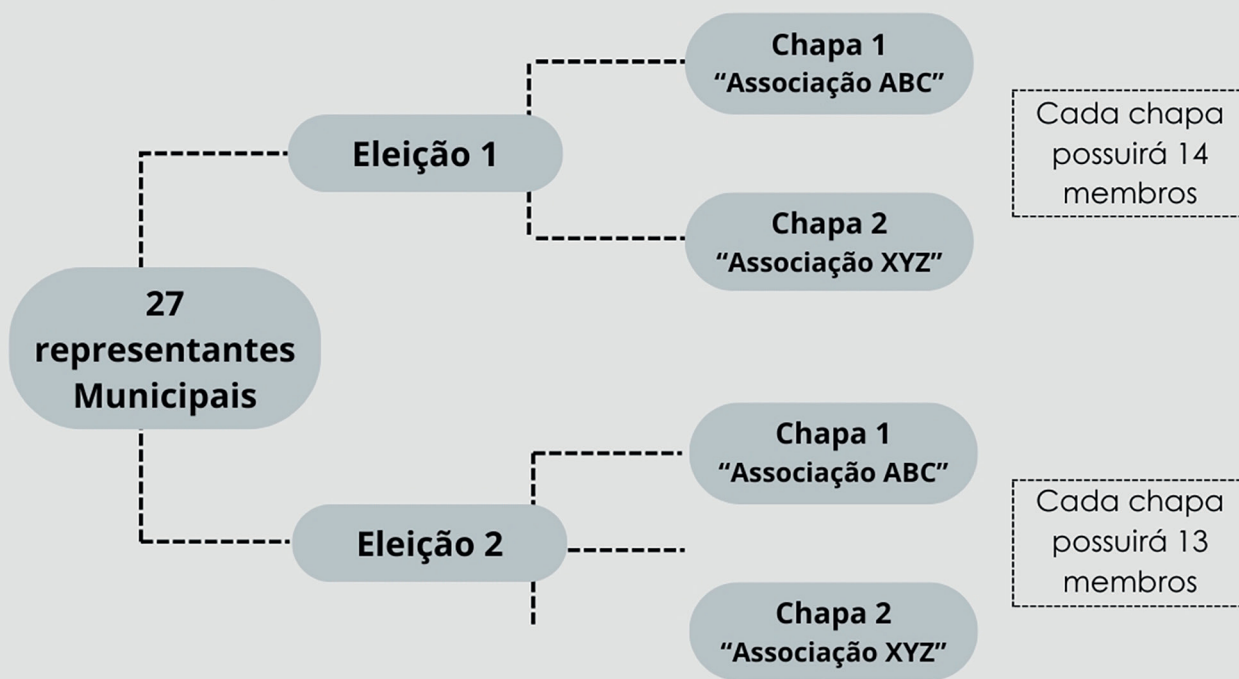 27
representantes
Municipais
Eleição 1
Chapa 1
“Associação ABC”
Chapa 2
“Associação XYZ”
Cada chapa
possuirá 14
membros
Eleição 2
Chapa 1
“Associação ABC”
Chapa 2
“Associação XYZ”
Cada chapa
possuirá 13
membros